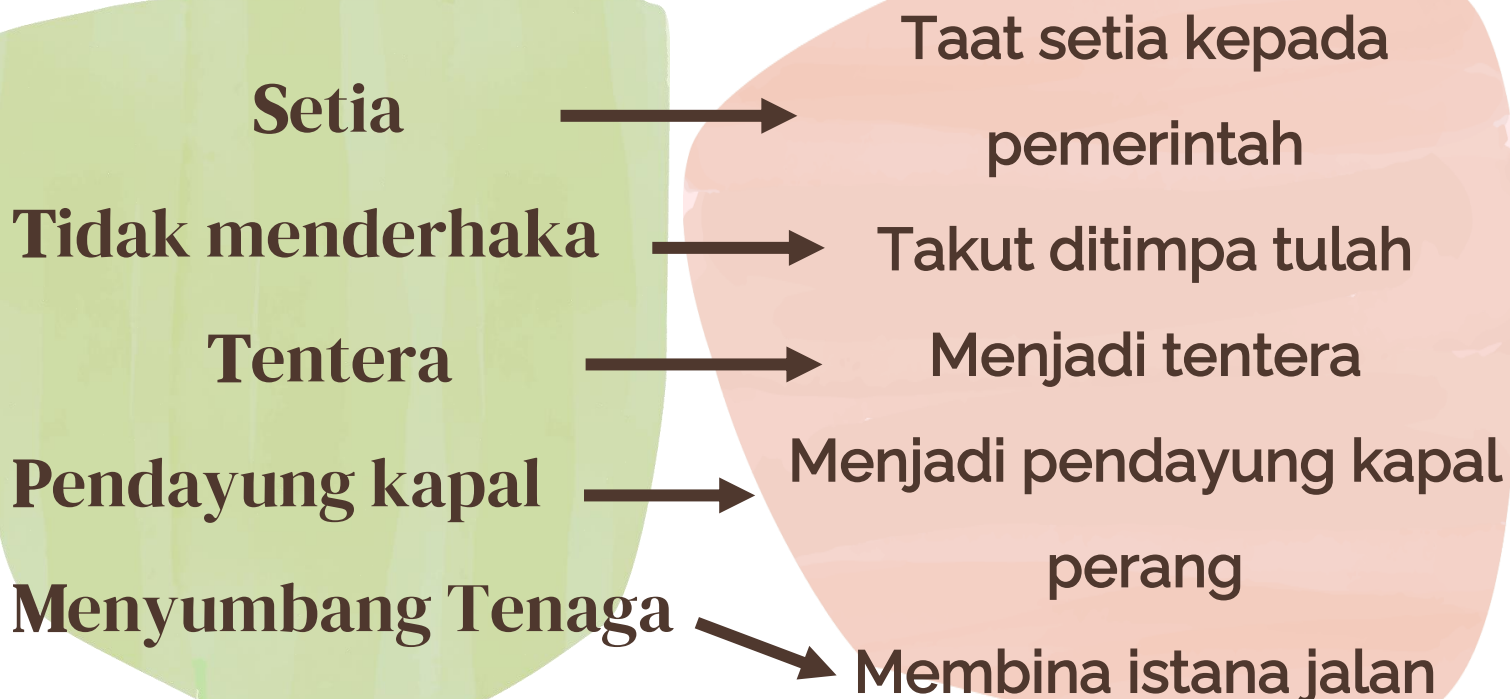 Setia
Tidak menderhaka
Tentera
Pendayung kapal
Menyumbang Tenaga
Taat setia kepada
pemerintah
Takut ditimpa tulah
Menjadi tentera
Menjadi pendayung kapal
perang
Membina istana jalan